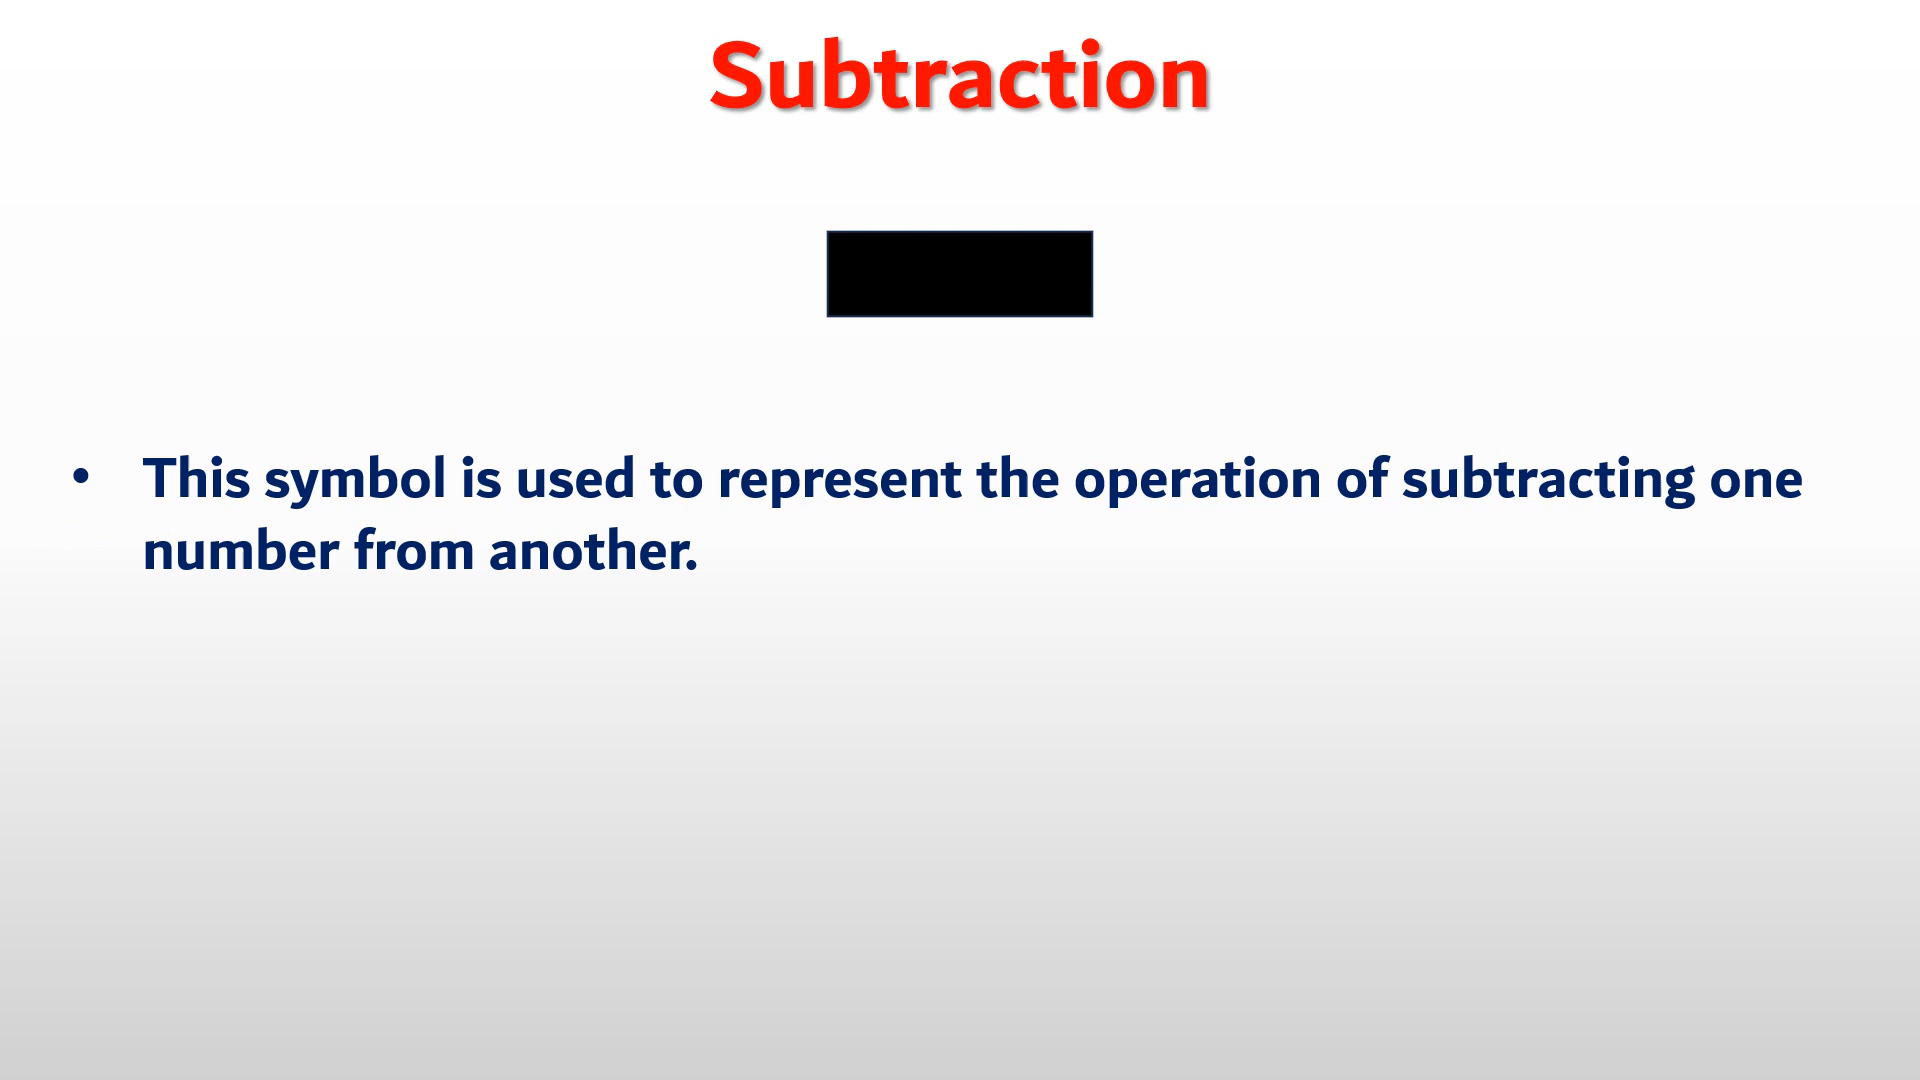 Subtraction
• This symbol is used to represent the operation of subtracting one
number from another.